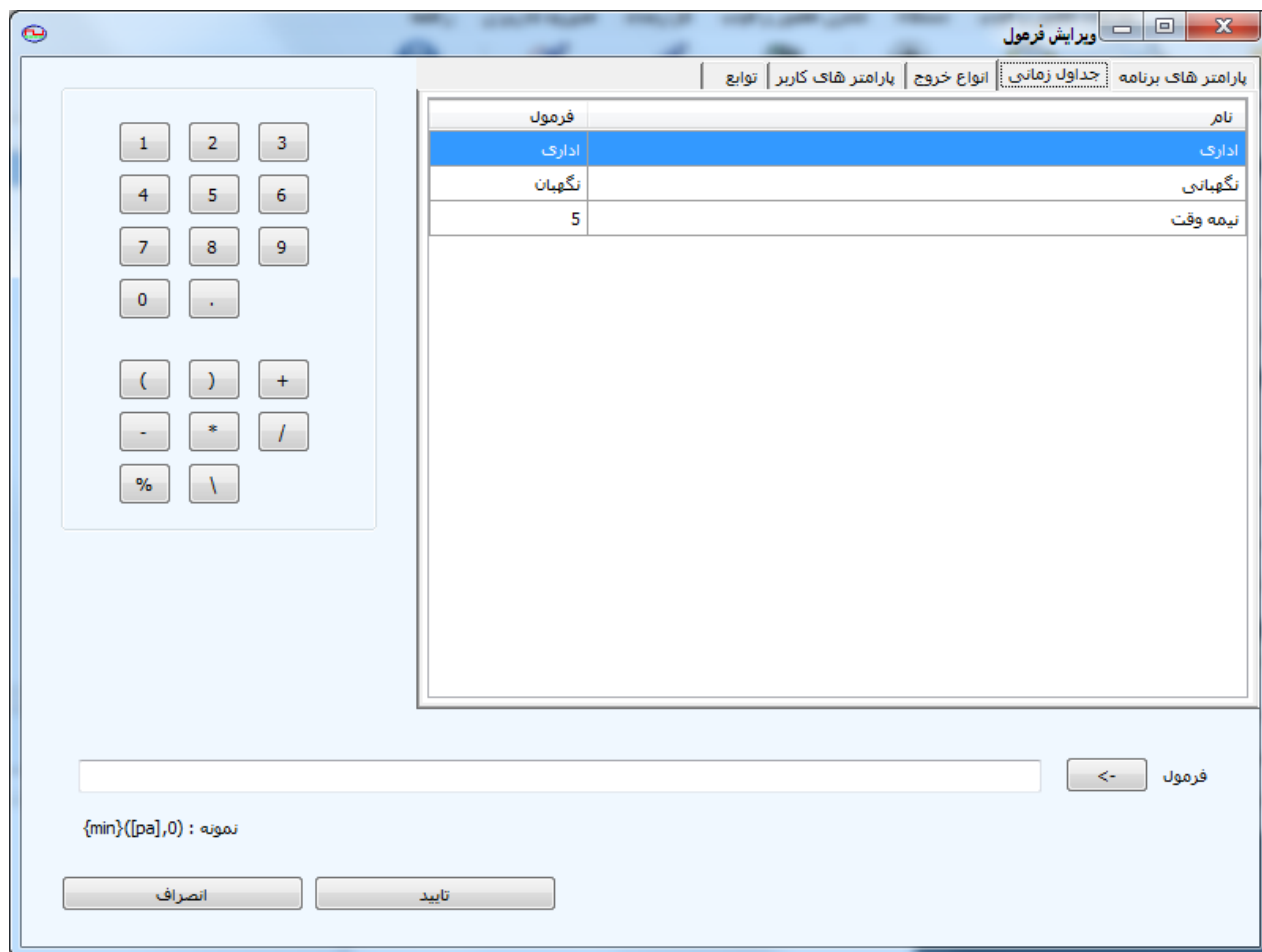 ویرایش فرمول
پارامتر های برنامه جداول زمانی انواع خروج پارامتر های کاربر توابع
نام فرمول
اداری اداری
نگهبانی نگهبان
نیمه وقت 5
1 2 3
4 5 6
7 8 9
0 .
( ) +
- * /
% \
فرمول <-
نمونه : {min}([pa],0)
تایید انصراف